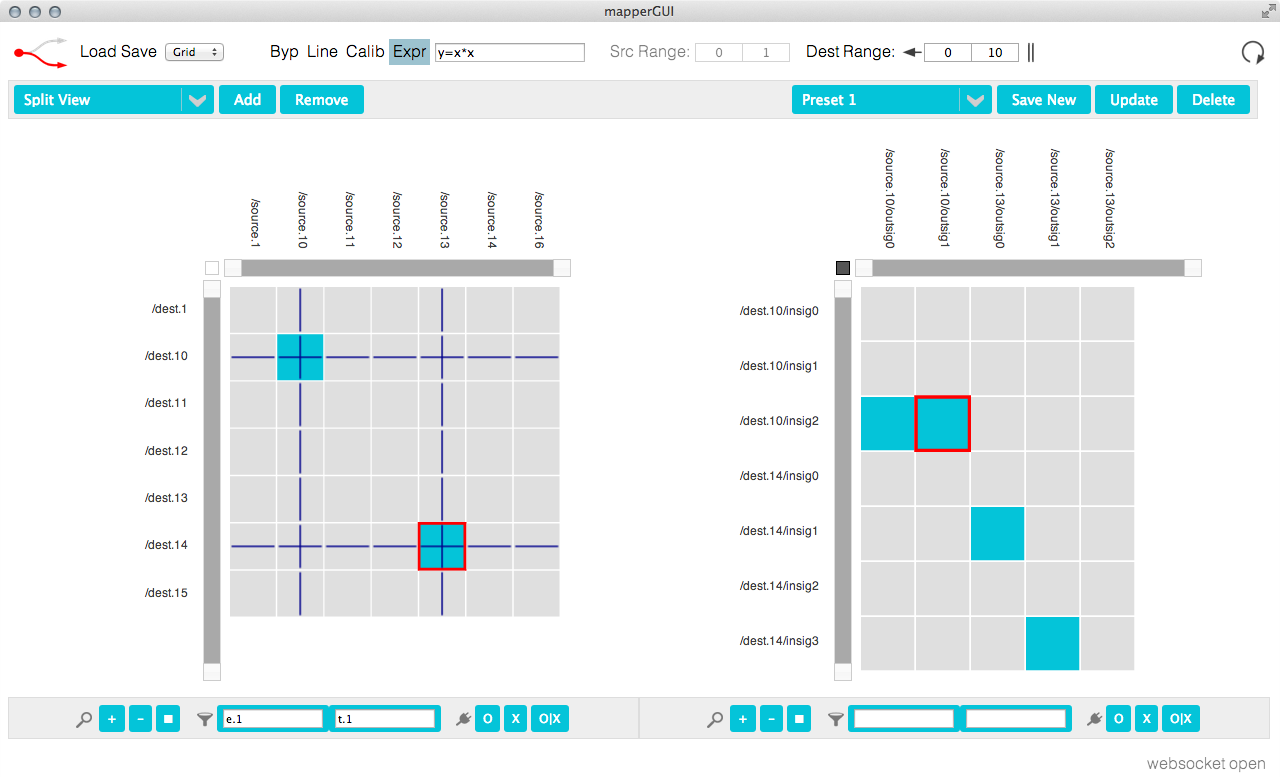 mapperGUI
Load Save Grid Byp Line Calib Expr y=x*x Src Range: 0 1 Dest Range: 0 10
Split View Add Remove Preset 1 Save New Update Delete
/source.1
/source.10
/source.11
/source.12
/source.13
/source.14
/source.16
/dest.1
/dest.10
/dest.11
/dest.12
/dest.13
/dest.14
/dest.15
/source.10/outsig0
/source.10/outsig1
/source.13/outsig0
/source.13/outsig1
/source.13/outsig2
/dest.10/insig0
/dest.10/insig1
/dest.10/insig2
/dest.14/insig0
/dest.14/insig1
/dest.14/insig2
/dest.14/insig3
+ - e.1 t.1 O X O|X + - O X O|X
websocket open